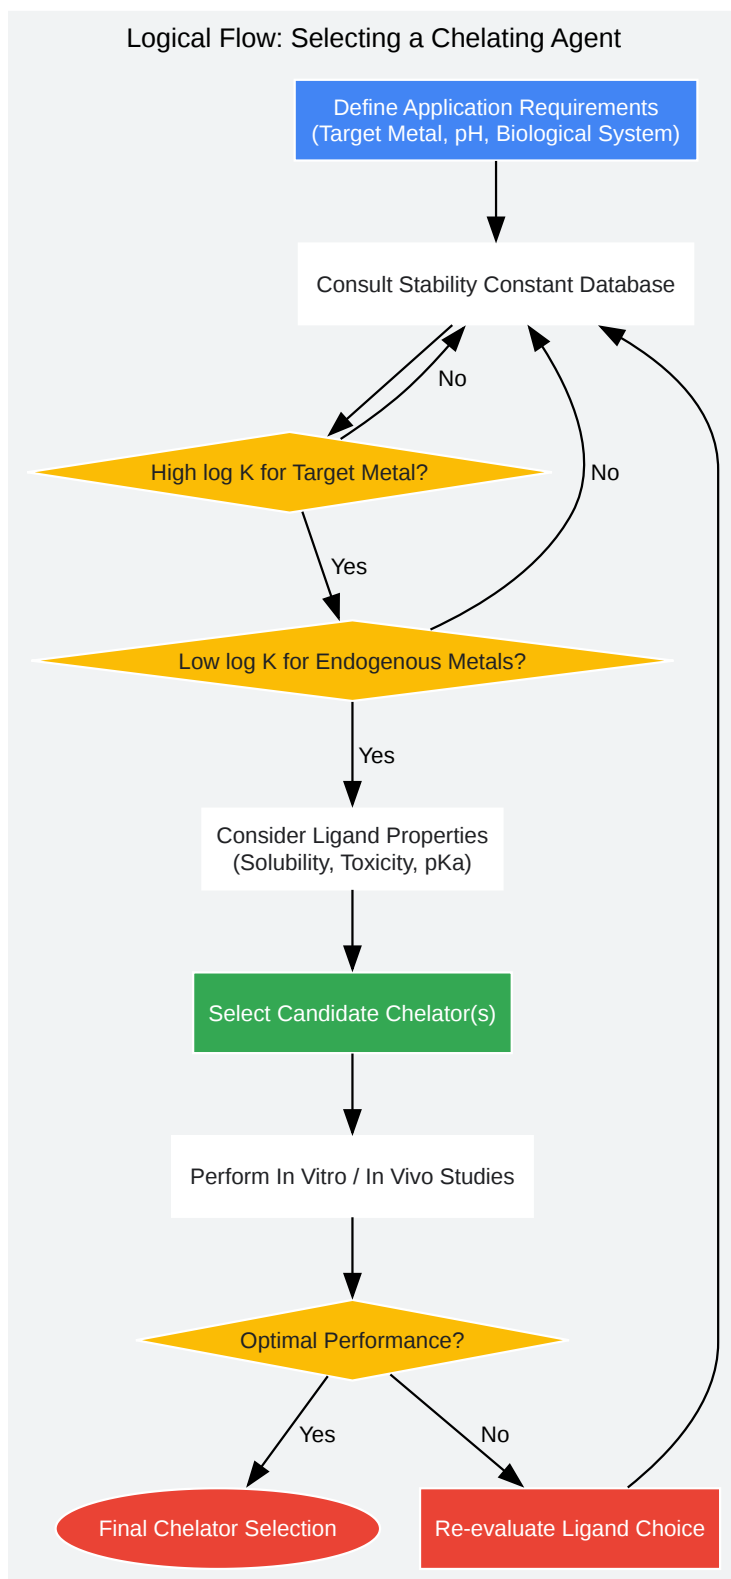 Logical Flow: Selecting a Chelating Agent
Define Application Requirements
(Target Metal, pH, Biological System)
Consult Stability Constant Database
No
High log K for Target Metal?
No
Yes
Low log K for Endogenous Metals?
Yes
Consider Ligand Properties
(Solubility, Toxicity, pKa)
Select Candidate Chelator(s)
Perform In Vitro / In Vivo Studies
Optimal Performance?
Yes
No
Final Chelator Selection
Re-evaluate Ligand Choice